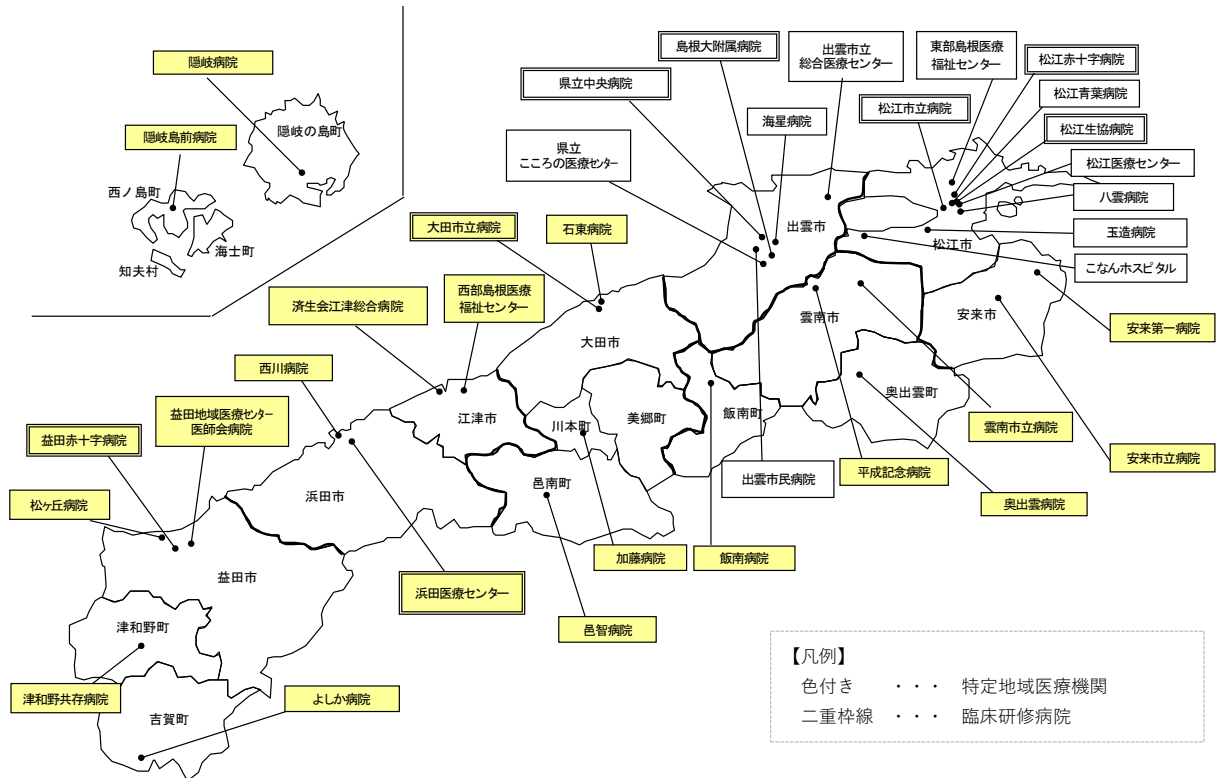 隠岐病院
隠岐の島町
隠岐島前病院
西ノ島町
海士町
知夫村
島根大附属病院
出雲市立
総合医療センター
東部島根医療
福祉センター
松江赤十字病院
県立中央病院
松江市立病院
松江青葉病院
海星病院
松江生協病院
県立
こころの医療センター
松江医療センター
八雲病院
玉造病院
こなんホスピタル
出雲市
松江市
大田市立病院
石東病院
済生会江津総合病院
西部島根医療
福祉センター
雲南市
安来市
安来第一病院
大田市
西川病院
益田地域医療センター
医師会病院
益田赤十字病院
江津市
川本町
美郷町
飯南町
奥出雲町
雲南市立病院
安来市立病院
出雲市民病院
平成記念病院
奥出雲病院
松ヶ丘病院
浜田市
邑南町
加藤病院
飯南病院
益田市
浜田医療センター
邑智病院
津和野町
津和野共存病院
吉賀町
よしか病院
【凡例】
色付き ・・・ 特定地域医療機関
二重枠線 ・・・ 臨床研修病院